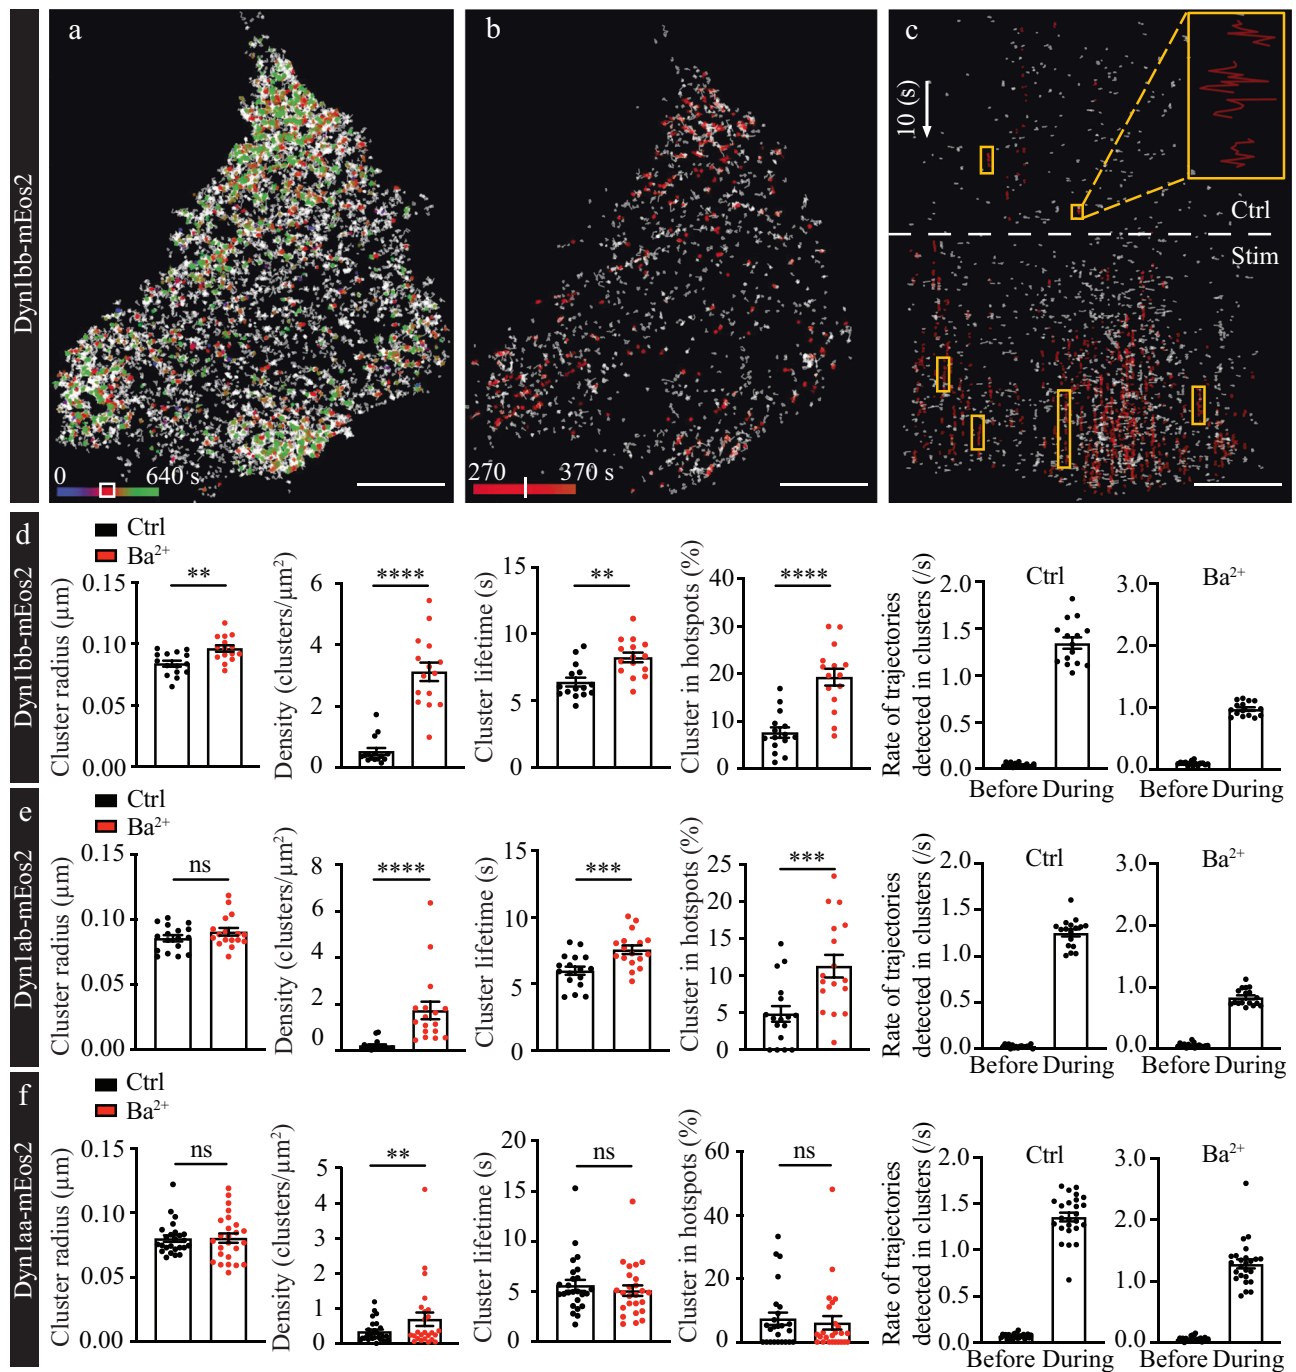 Dyn1bb-mEos2
a
0
640 s
b
270
370 s
c
10 (s)
Ctrl
Stim
d
Dyn1bb-mEos2
Ctrl
Ba²⁺
Cluster radius (μm)
0.15
0.10
0.05
0.00
**
Density (clusters/μm²)
6
4
2
0
****
Cluster lifetime (s)
15
10
5
0
**
Cluster in hotspots (%)
40
30
20
10
0
****
Rate of trajectories
detected in clusters (/s)
2.0
1.5
1.0
0.5
0.0
Ctrl
Before During
3.0
2.0
1.0
0.0
Ba²⁺
Before During
e
Dyn1ab-mEos2
Ctrl
Ba²⁺
Cluster radius (μm)
0.15
0.10
0.05
0.00
ns
Density (clusters/μm²)
8
6
4
2
0
****
Cluster lifetime (s)
15
10
5
0
***
Cluster in hotspots (%)
25
20
15
10
5
0
***
Rate of trajectories
detected in clusters (/s)
2.0
1.5
1.0
0.5
0.0
Ctrl
Before During
3.0
2.0
1.0
0.0
Ba²⁺
Before During
f
Dyn1aa-mEos2
Ctrl
Ba²⁺
Cluster radius (μm)
0.15
0.10
0.05
0.00
ns
Density (clusters/μm²)
5
4
3
2
1
0
**
Cluster lifetime (s)
20
15
10
5
0
ns
Cluster in hotspots (%)
60
40
20
0
ns
Rate of trajectories
detected in clusters (/s)
2.0
1.5
1.0
0.5
0.0
Ctrl
Before During
3.0
2.0
1.0
0.0
Ba²⁺
Before During